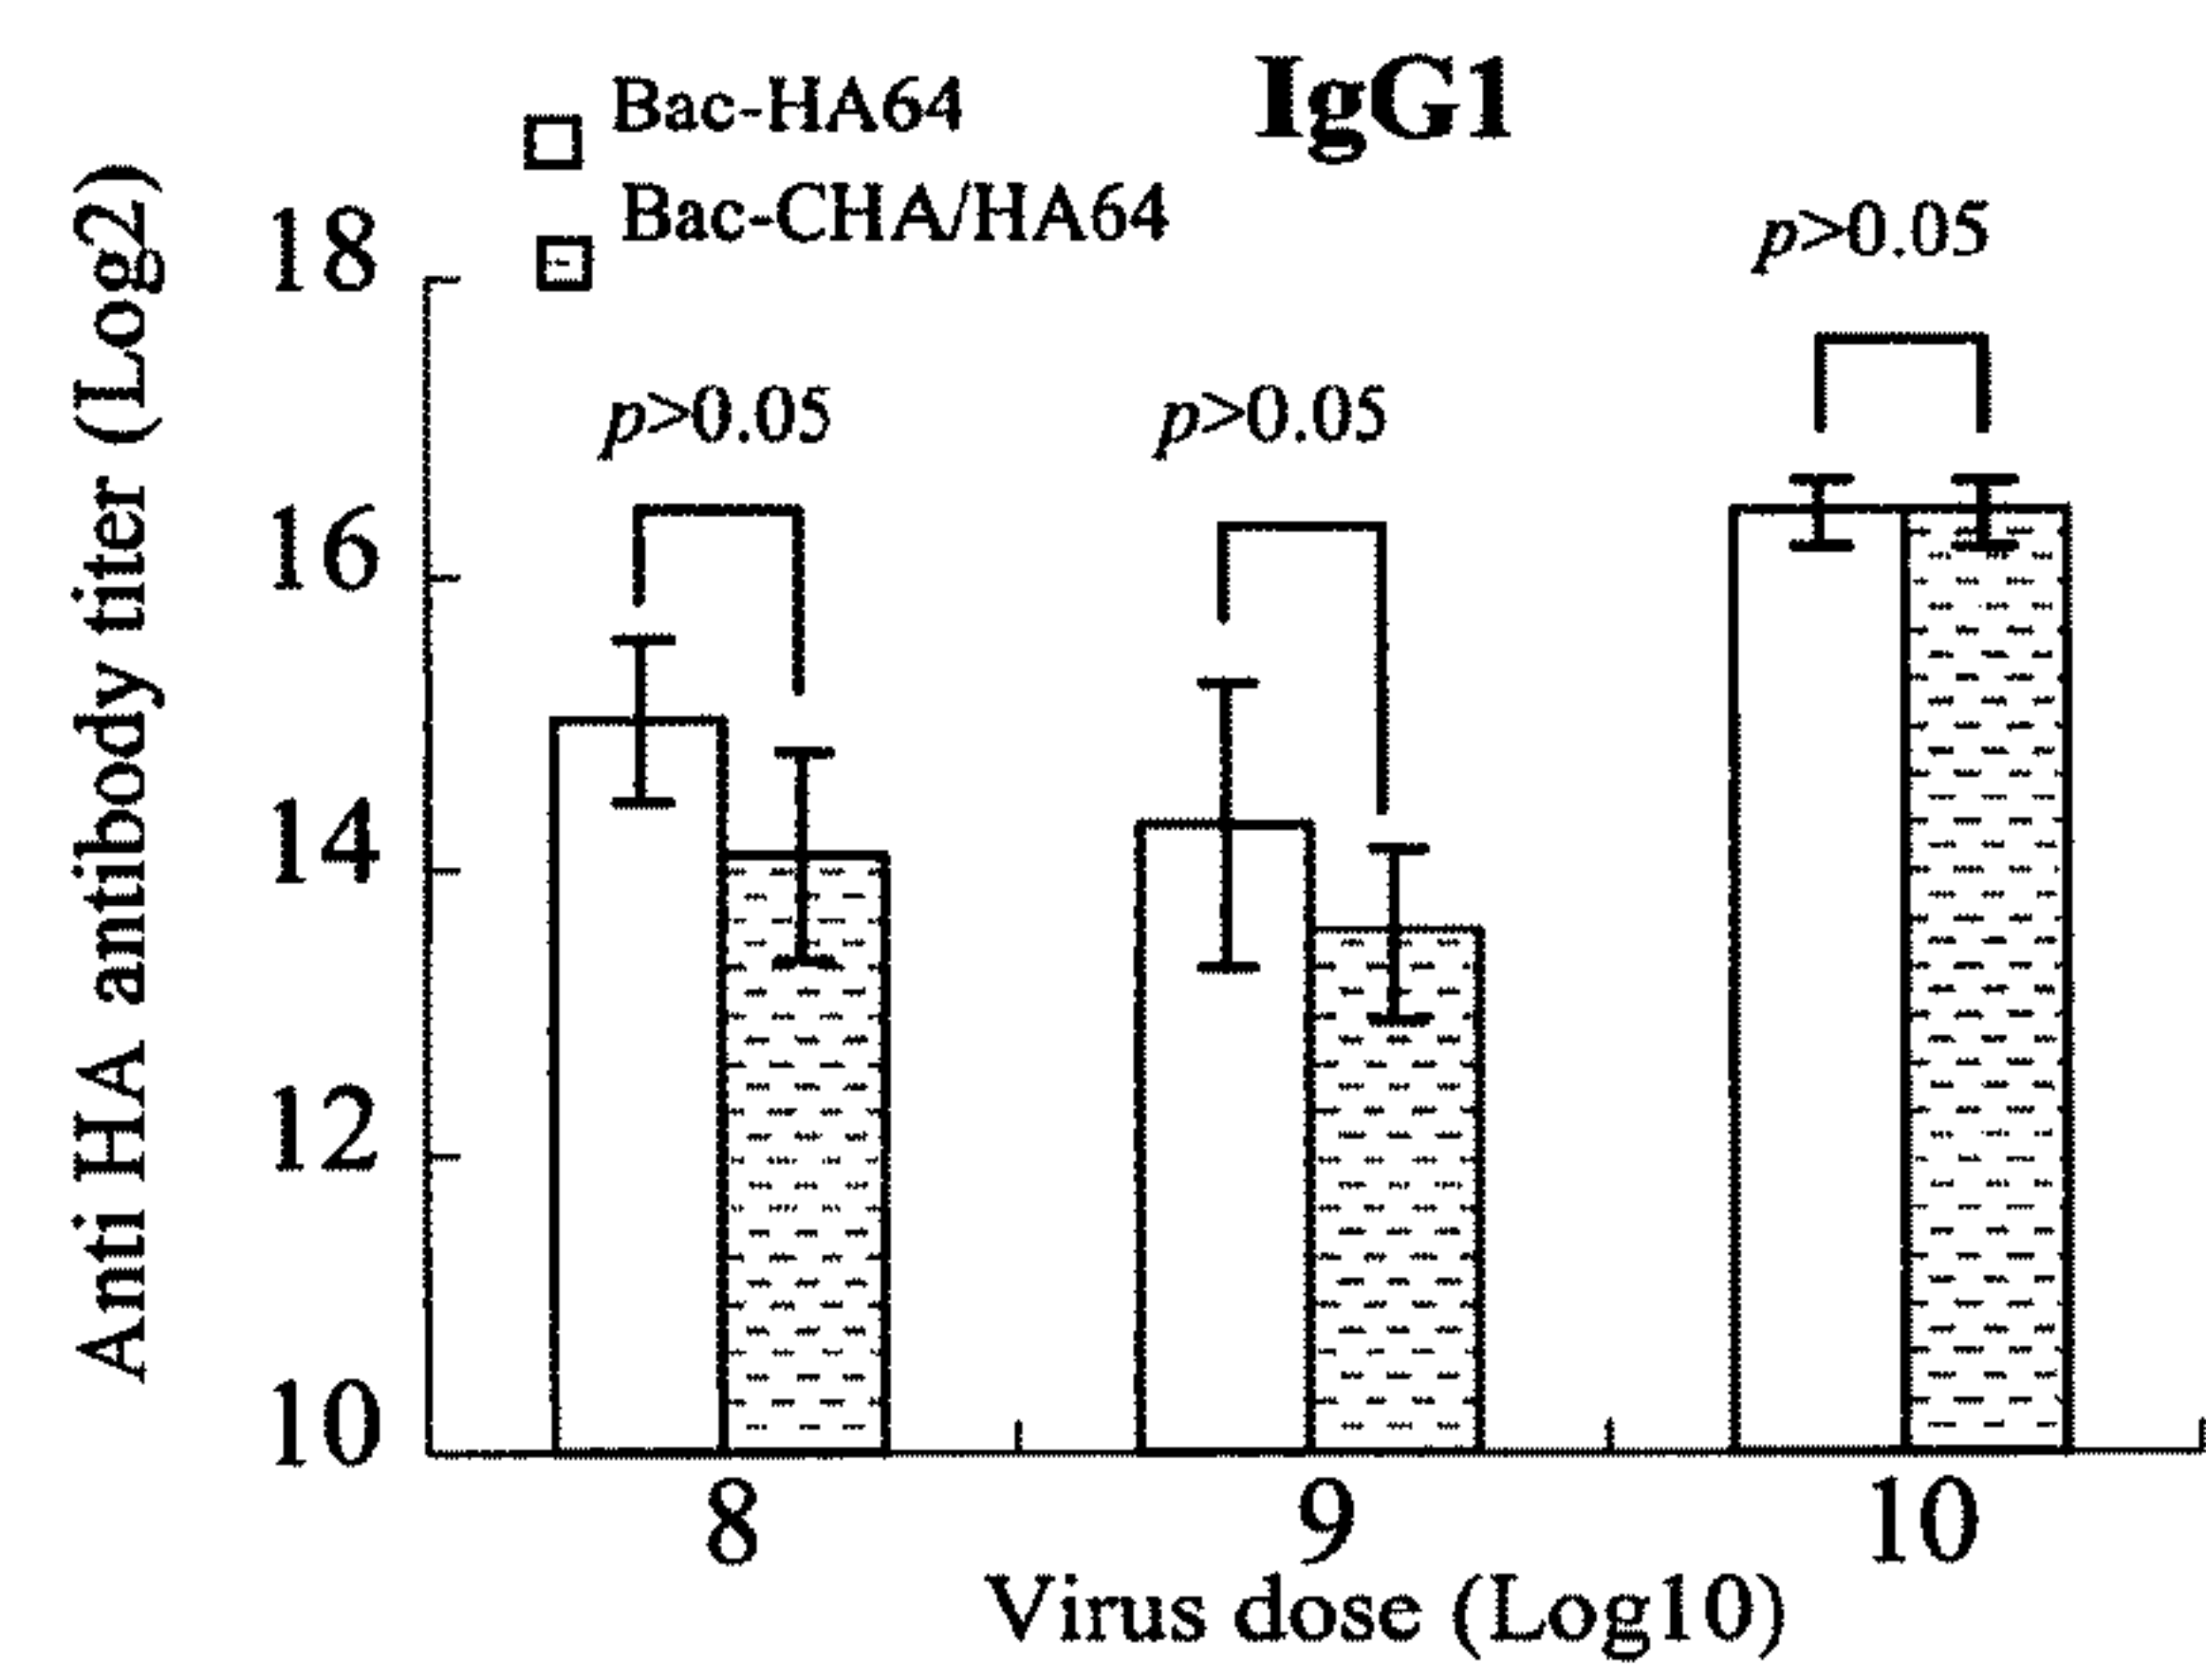 IgG1
Bac-HA64
Bac-CHA/HA64
Anti HA antibody titer (Log2)
18
16
14
12
10
p>0.05
p>0.05
p>0.05
8
9
10
Virus dose (Log10)